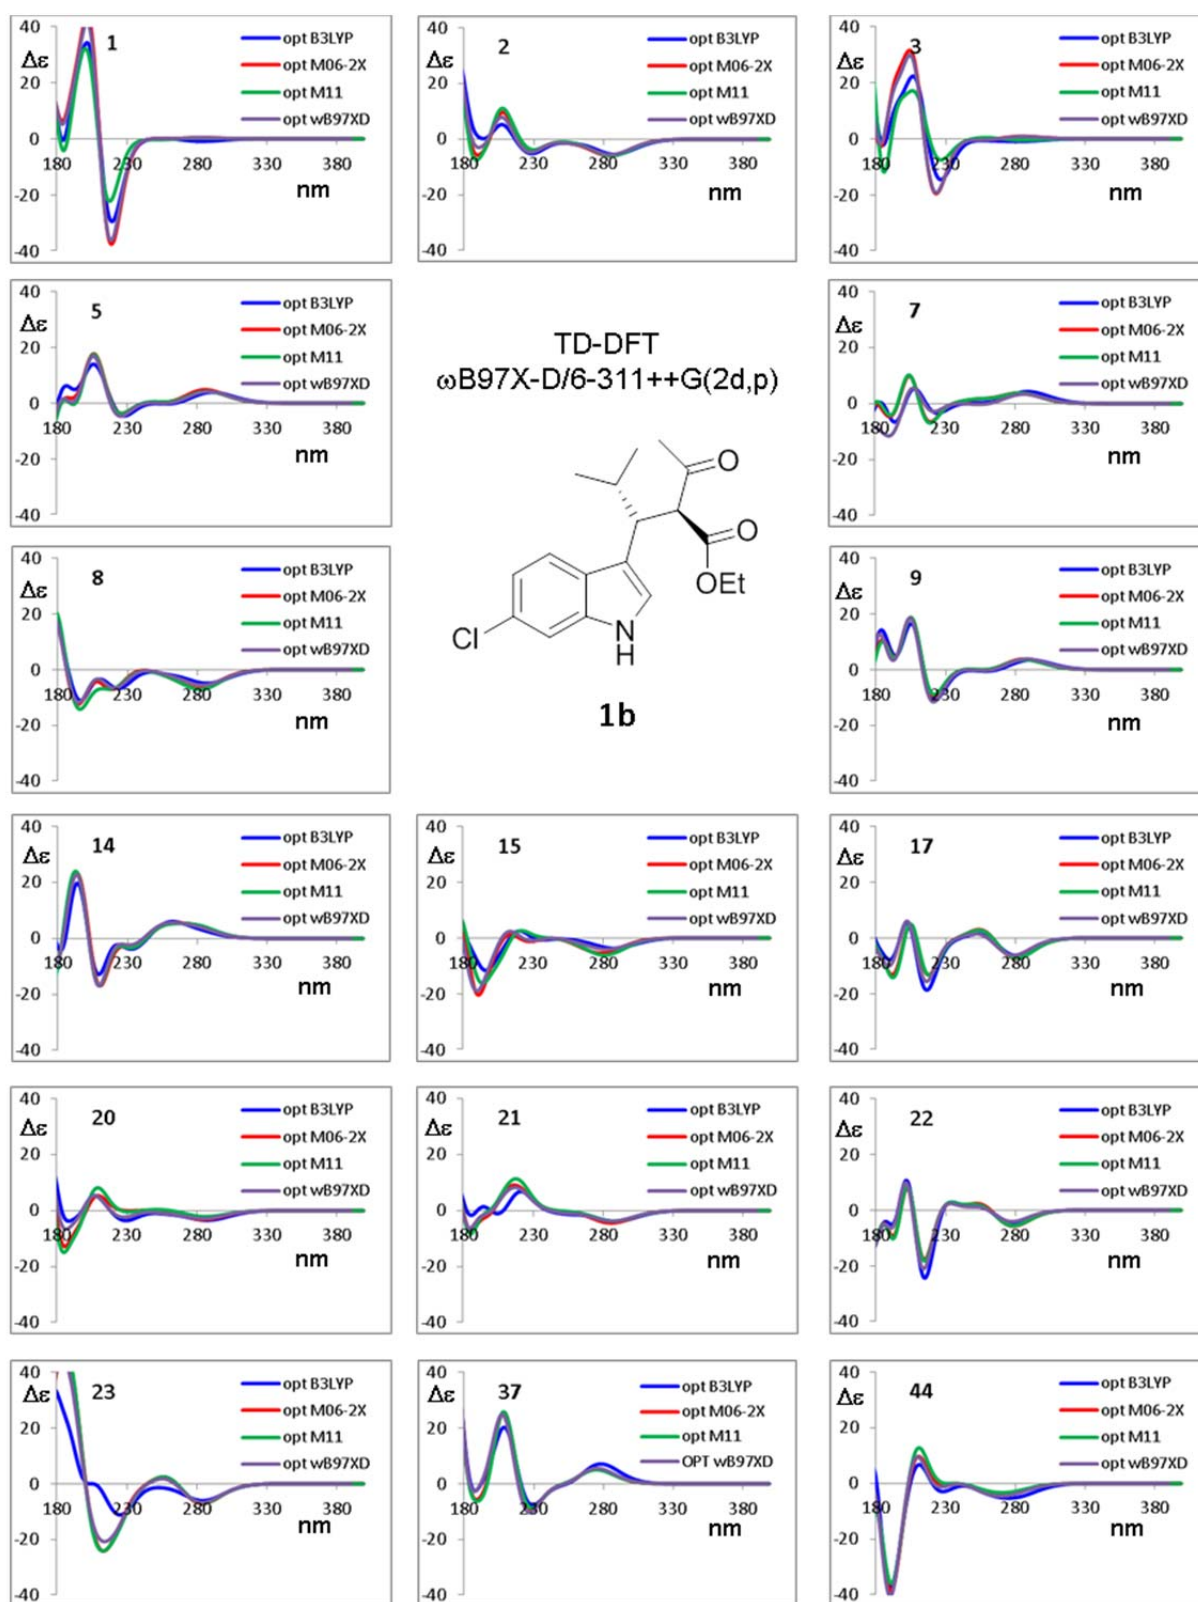 1
Δε
40
20
0
-20
-40
180
230
280
330
380
nm
opt B3LYP
opt M06-2X
opt M11
opt wB97XD
2
Δε
40
20
0
-20
-40
180
230
280
330
380
nm
opt B3LYP
opt M06-2X
opt M11
opt wB97XD
3
Δε
40
20
0
-20
-40
180
230
280
330
380
nm
opt B3LYP
opt M06-2X
opt M11
opt wB97XD
5
Δε
40
20
0
-20
-40
180
230
280
330
380
nm
opt B3LYP
opt M06-2X
opt M11
opt wB97XD
TD-DFT
ωB97X-D/6-311++G(2d,p)
O
O
OEt
Cl
N
H
1b
7
Δε
40
20
0
-20
-40
180
230
280
330
380
nm
opt B3LYP
opt M06-2X
opt M11
opt wB97XD
8
Δε
40
20
0
-20
-40
180
230
280
330
380
nm
opt B3LYP
opt M06-2X
opt M11
opt wB97XD
9
Δε
40
20
0
-20
-40
180
230
280
330
380
nm
opt B3LYP
opt M06-2X
opt M11
opt wB97XD
14
Δε
40
20
0
-20
-40
180
230
280
330
380
nm
opt B3LYP
opt M06-2X
opt M11
opt wB97XD
15
Δε
40
20
0
-20
-40
180
230
280
330
380
nm
opt B3LYP
opt M06-2X
opt M11
opt wB97XD
17
Δε
40
20
0
-20
-40
180
230
280
330
380
nm
opt B3LYP
opt M06-2X
opt M11
opt wB97XD
20
Δε
40
20
0
-20
-40
180
230
280
330
380
nm
opt B3LYP
opt M06-2X
opt M11
opt wB97XD
21
Δε
40
20
0
-20
-40
180
230
280
330
380
nm
opt B3LYP
opt M06-2X
opt M11
opt wB97XD
22
Δε
40
20
0
-20
-40
180
230
280
330
380
nm
opt B3LYP
opt M06-2X
opt M11
opt wB97XD
23
Δε
40
20
0
-20
-40
180
230
280
330
380
nm
opt B3LYP
opt M06-2X
opt M11
opt wB97XD
37
Δε
40
20
0
-20
-40
180
230
280
330
380
nm
opt B3LYP
opt M06-2X
opt M11
OPT wB97XD
44
Δε
40
20
0
-20
-40
180
230
280
330
380
nm
opt B3LYP
opt M06-2X
opt M11
opt wB97XD